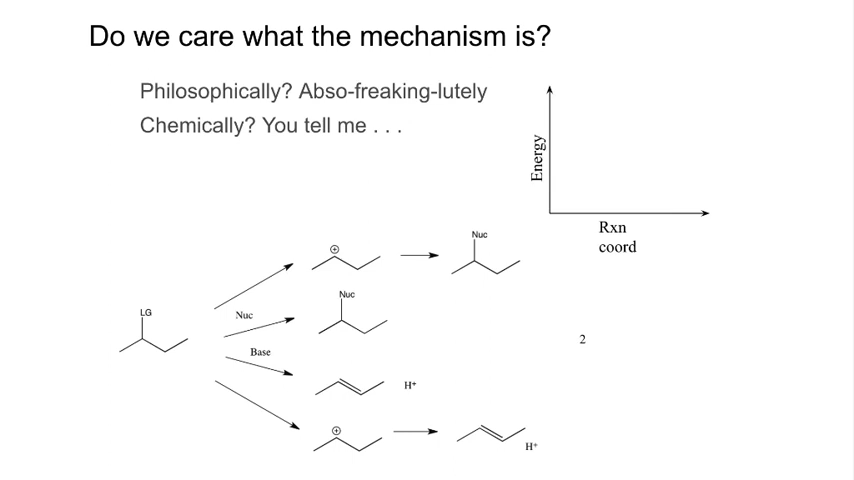 Do we care what the mechanism is?
Philosophically? Abso-freaking-lutely
Chemically? You tell me . . .
Energy
Rxn
coord
Nuc
⊕
LG
Nuc
Nuc
2
Base
H⁺
⊕
H⁺